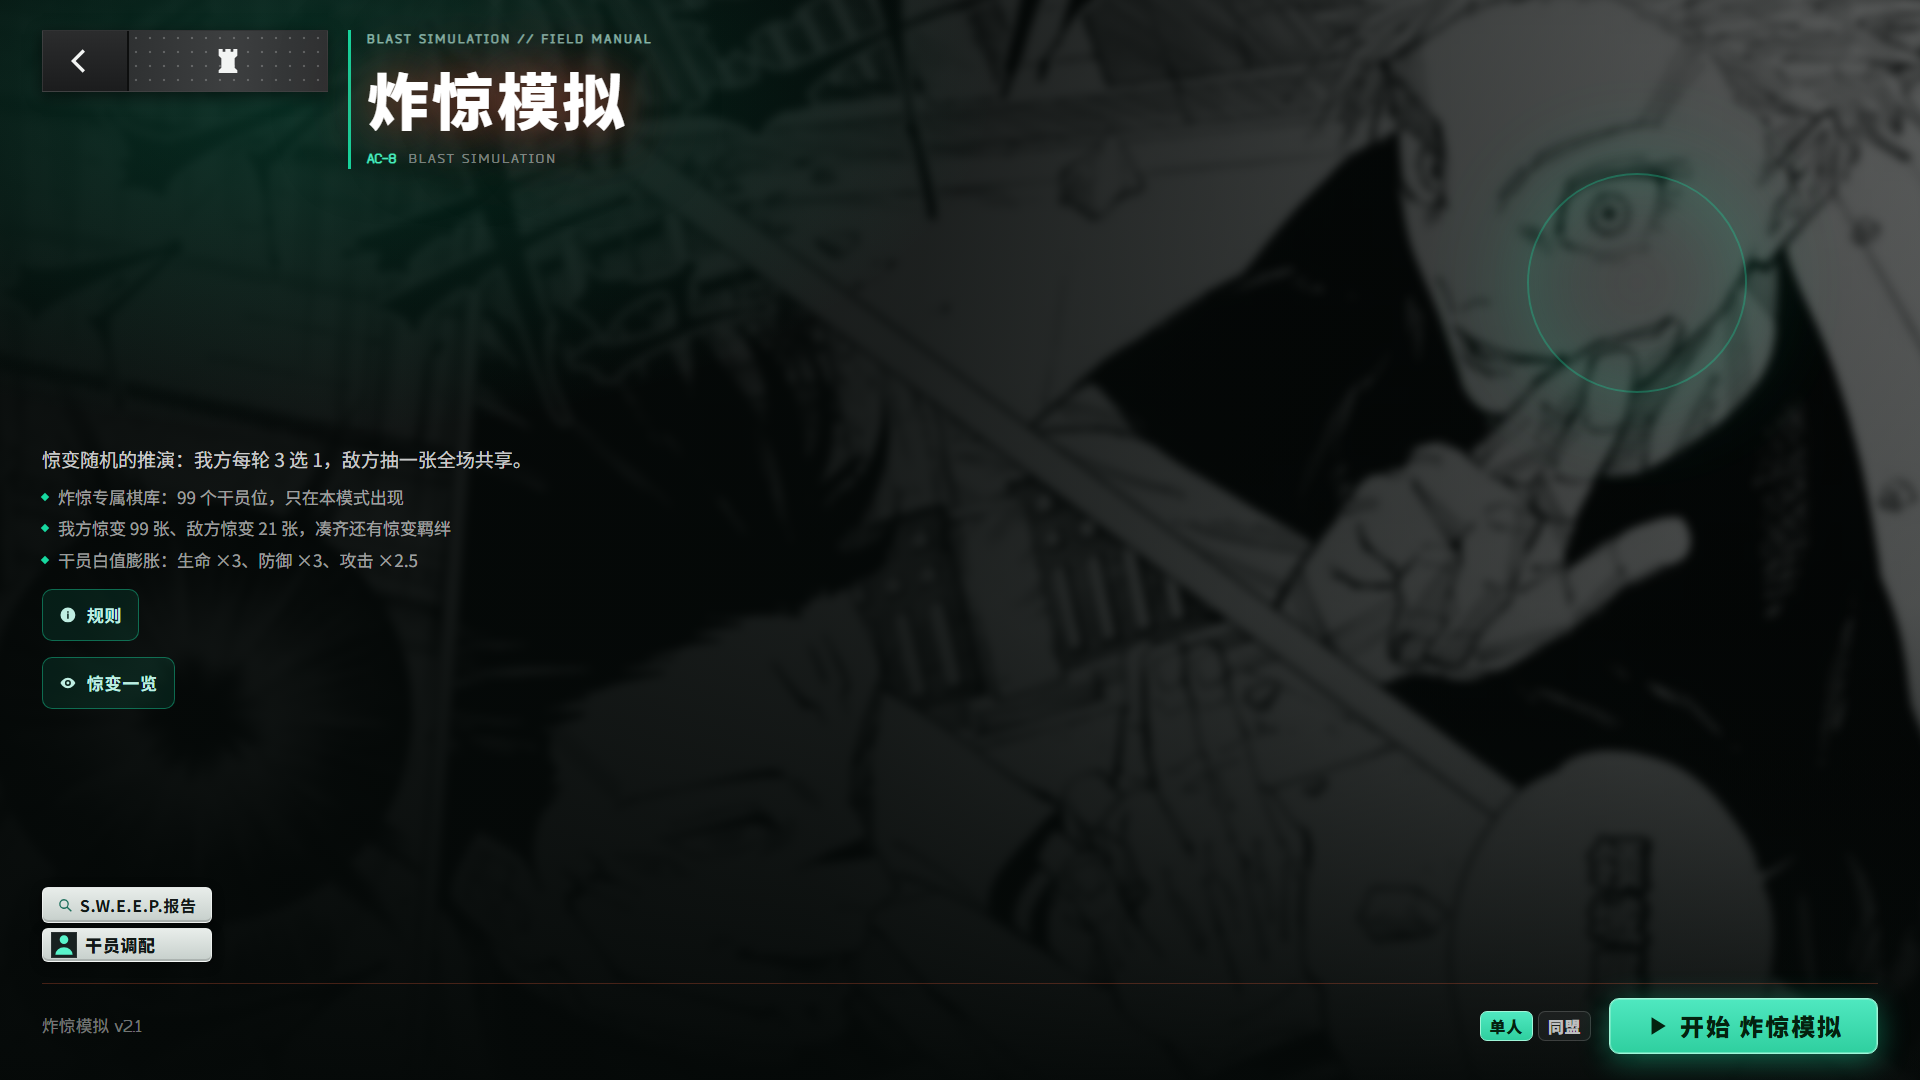 BLAST SIMULATION // FIELD MANUAL
炸惊模拟
AC-8 BLAST SIMULATION
惊变随机的推演：我方每轮 3 选 1，敌方抽一张全场共享。
炸惊专属棋库：99 个干员位，只在本模式出现
我方惊变 99 张、敌方惊变 21 张，凑齐还有惊变羁绊
干员白值膨胀：生命 ×3、防御 ×3、攻击 ×2.5
规则
惊变一览
S.W.E.E.P.报告
干员调配
炸惊模拟 v2.1
单人
同盟
开始 炸惊模拟